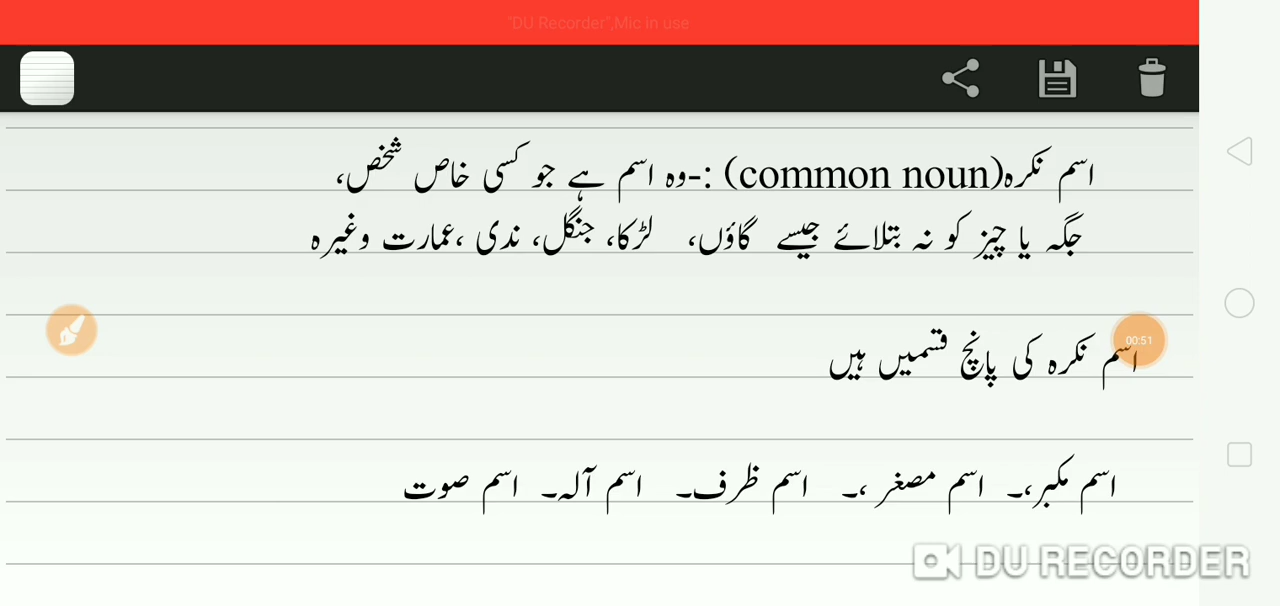 "DU Recorder",Mic In use
اسم نکرہ(common noun) :-وہ اسم ہے جو کسی خاص شخص،
جگہ یا چیز کو نہ بتلائے جیسے گاؤں، لڑکا، جنگل، ندی ،عمارت وغیرہ
00:51
اسم نکرہ کی پانچ قسمیں ہیں
اسم مکبر،۔ اسم مصغر ،۔ اسم ظرف۔ اسم آلہ۔ اسم صوت
DU RECORDER